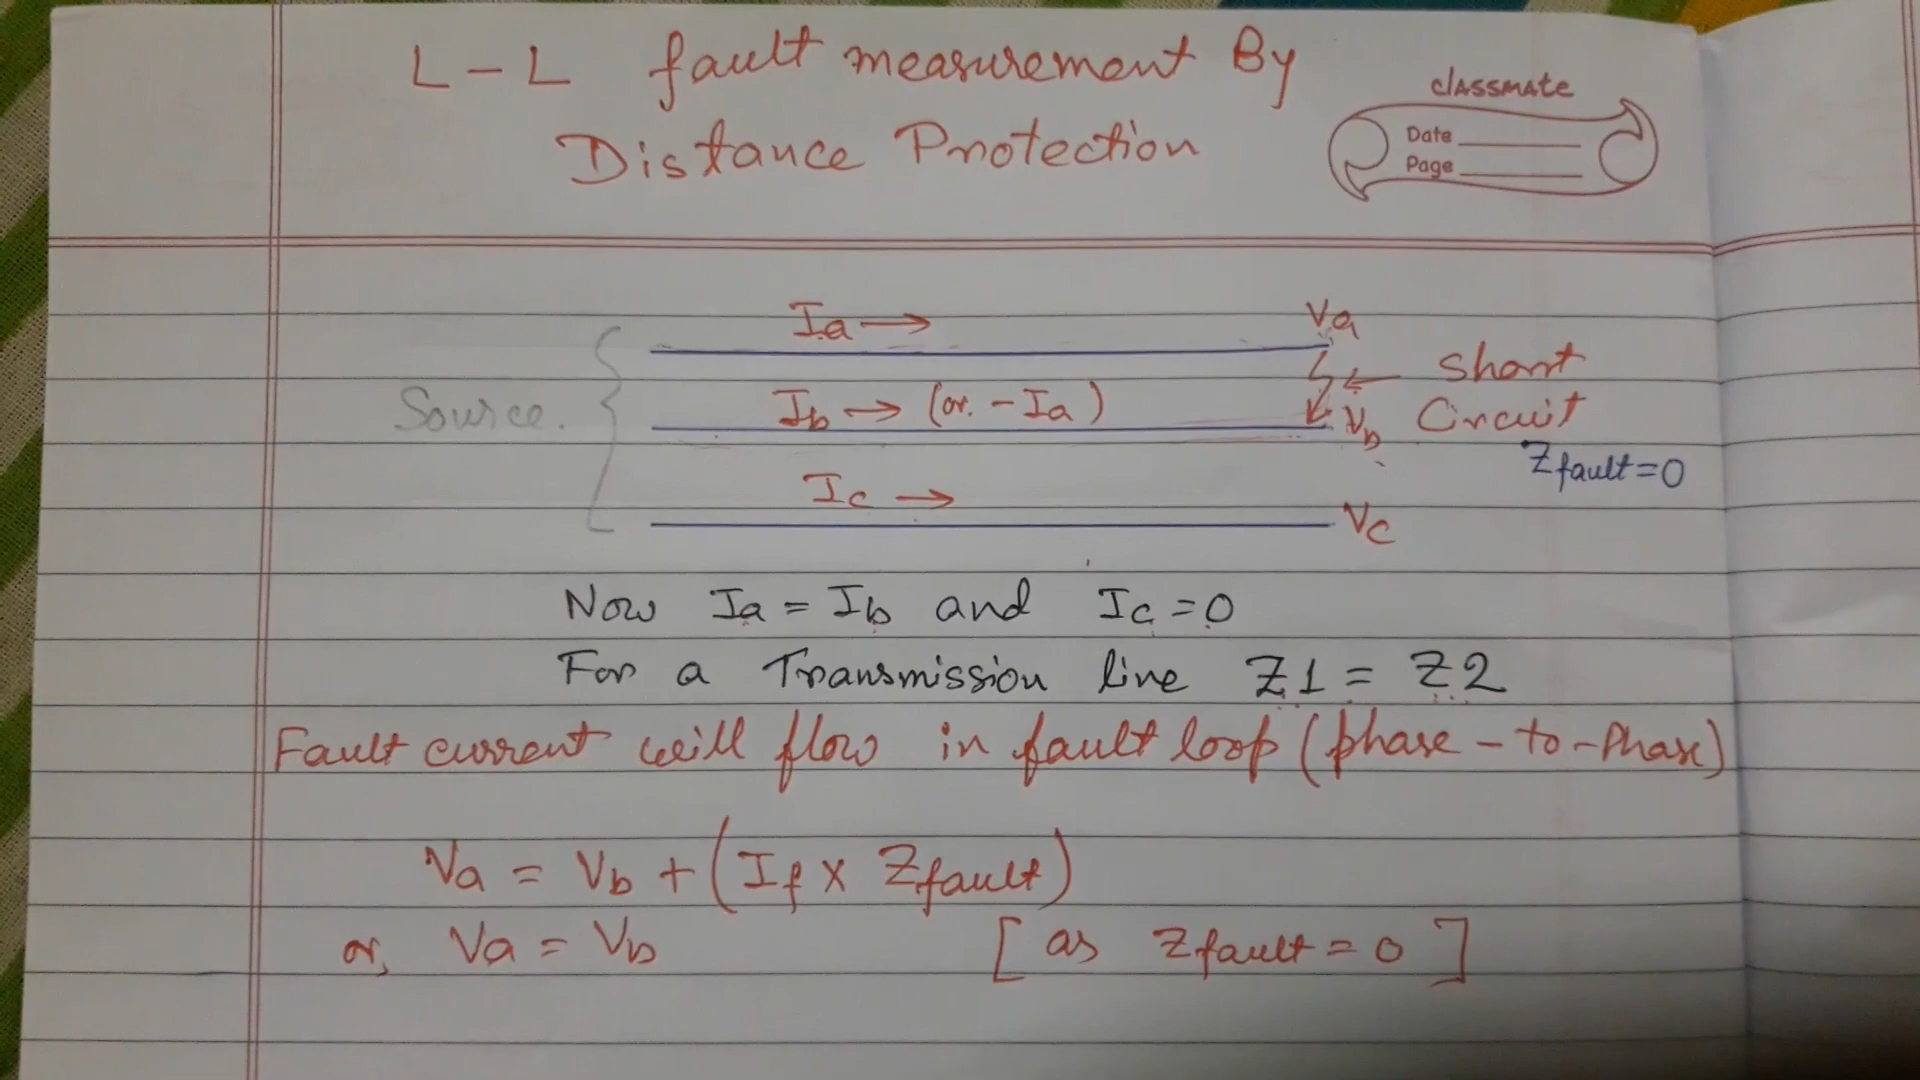 L-L fault measurement By
Distance Protection
classmate
Date
Page
Ia → Va
Short
Source. Ib → (or. -Ia) Vb Circuit
Zfault=0
Ic → Vc
Now Ia = Ib and Ic = 0
For a Transmission line Z1 = Z2
Fault current will flow in fault loop (phase-to-Phase)
Va = Vb + (If x Zfault)
or, Va = Vb [as Zfault = 0]